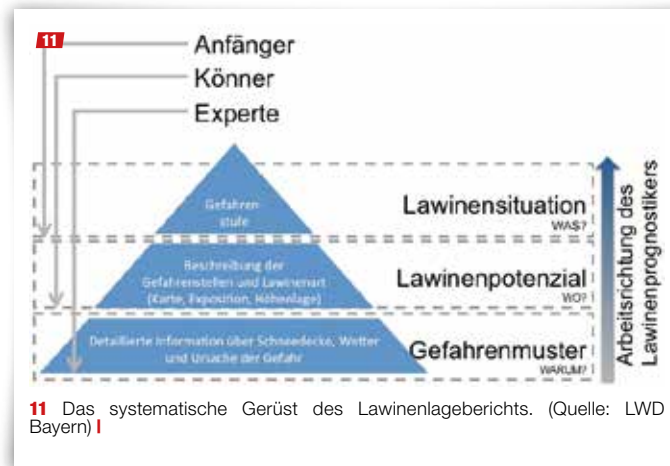 11
Anfänger
Könner
Experte
Gefahren
stufe
Lawinensituation
WAS?
Beschreibung der
Gefahrenstellen und Lawinenart
(Karte, Exposition, Höhenlage)
Lawinenpotenzial
WO?
Detaillierte Information über Schneedecke, Wetter
und Ursache der Gefahr
Gefahrenmuster
WARUM?
Arbeitsrichtung des
Lawinenprognostikers
11 Das systematische Gerüst des Lawinenlageberichts. (Quelle: LWD
Bayern) I